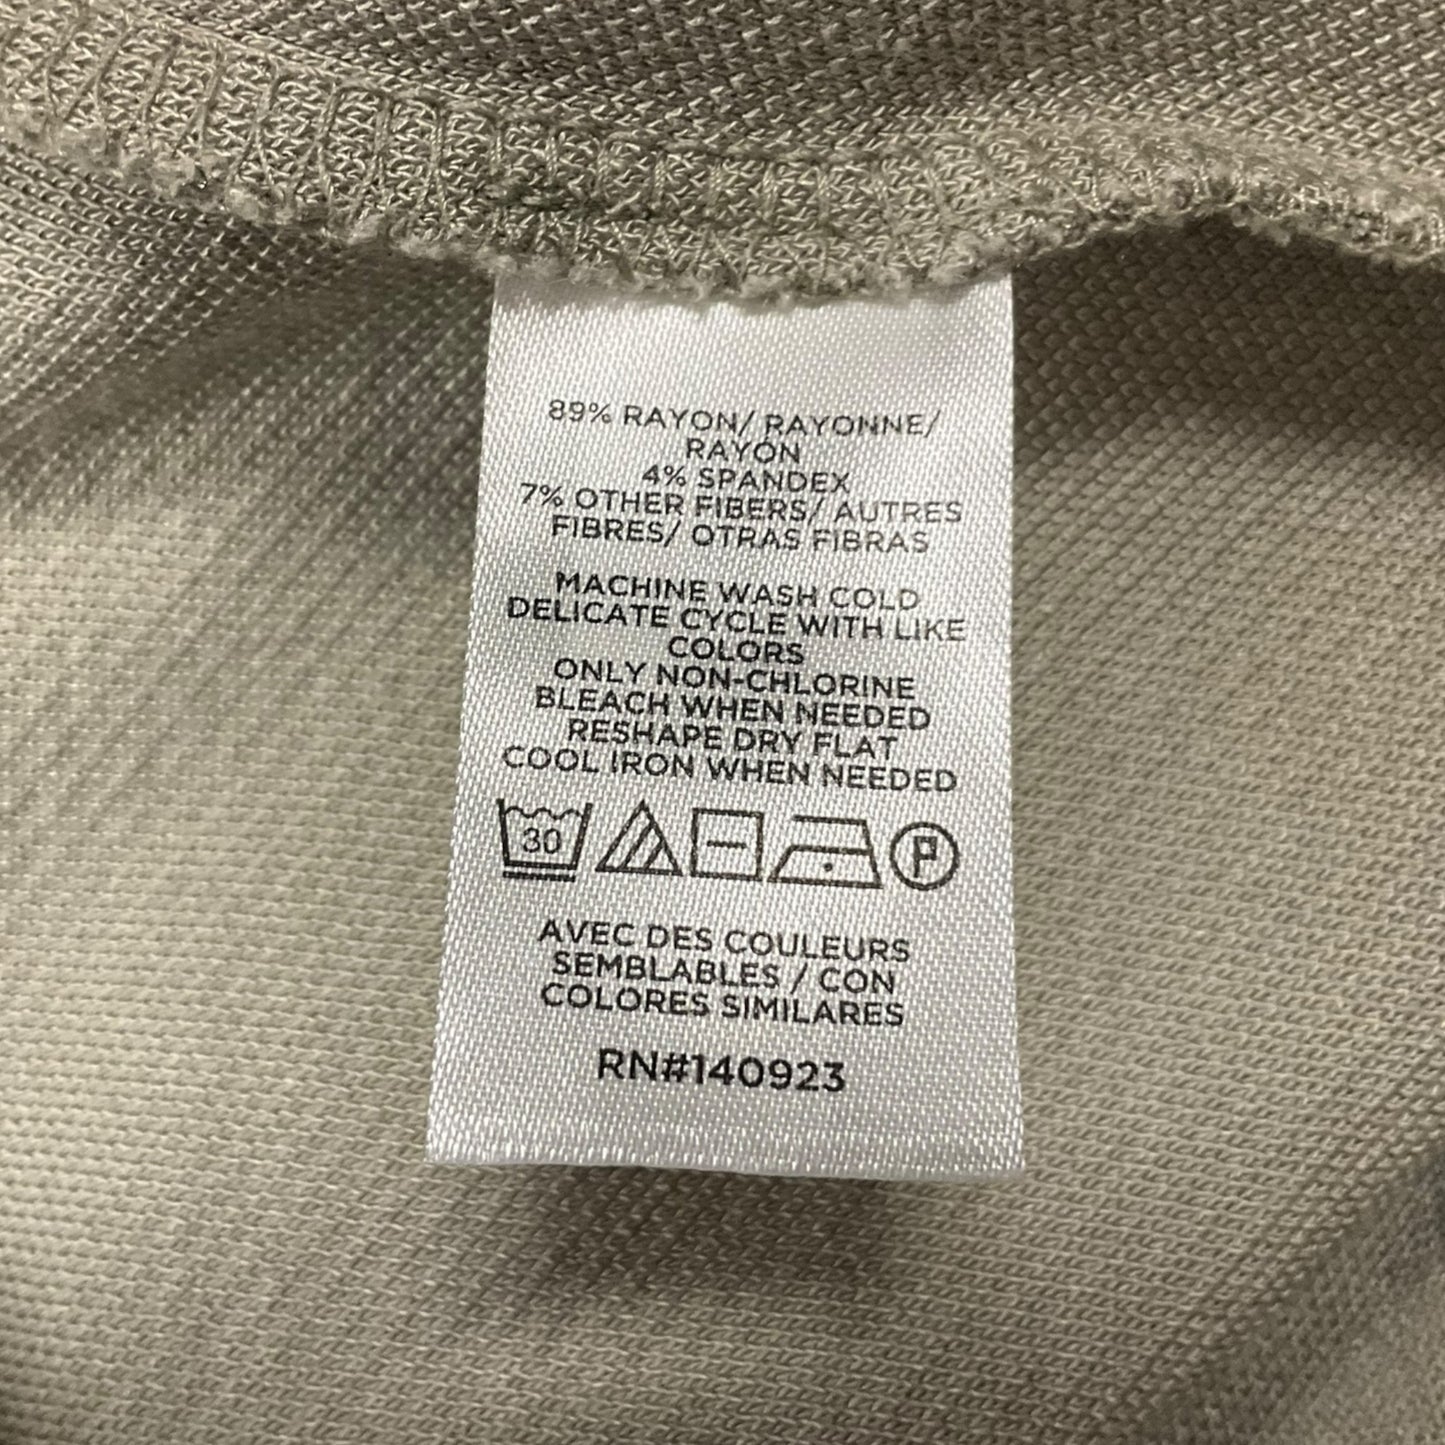 89% RAYON/ RAYONNE/
RAYÓN
4% SPANDEX
7% OTHER FIBERS/ AUTRES
FIBRES/ OTRAS FIBRAS
MACHINE WASH COLD
DELICATE CYCLE WITH LIKE
COLORS
ONLY NON-CHLORINE
BLEACH WHEN NEEDED
RESHAPE DRY FLAT
COOL IRON WHEN NEEDED
30 P
AVEC DES COULEURS
SEMBLABLES / CON
COLORES SIMILARES
RN#140923